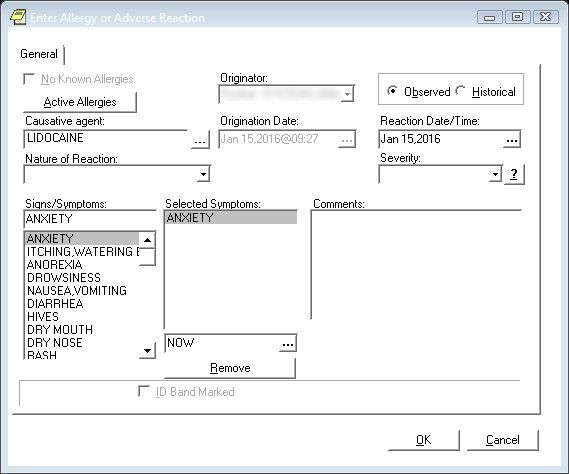 Enter Allergy or Adverse Reaction
General
No Known Allergies
Originator:
Observed
Historical
Active Allergies
Causative agent:
Origination Date:
Reaction Date/Time:
LIDOCAINE
...
Jan 15,2016@09:27
...
Jan 15,2016
...
Nature of Reaction:
Severity:
?
Signs/Symptoms:
Selected Symptoms:
Comments:
ANXIETY
ANXIETY
ANXIETY
ITCHING,WATERING
ANOREXIA
DROWSINESS
NAUSEA,VOMITING
DIARRHEA
HIVES
DRY MOUTH
DRY NOSE
RASH
NOW
...
Remove
ID Band Marked
OK
Cancel